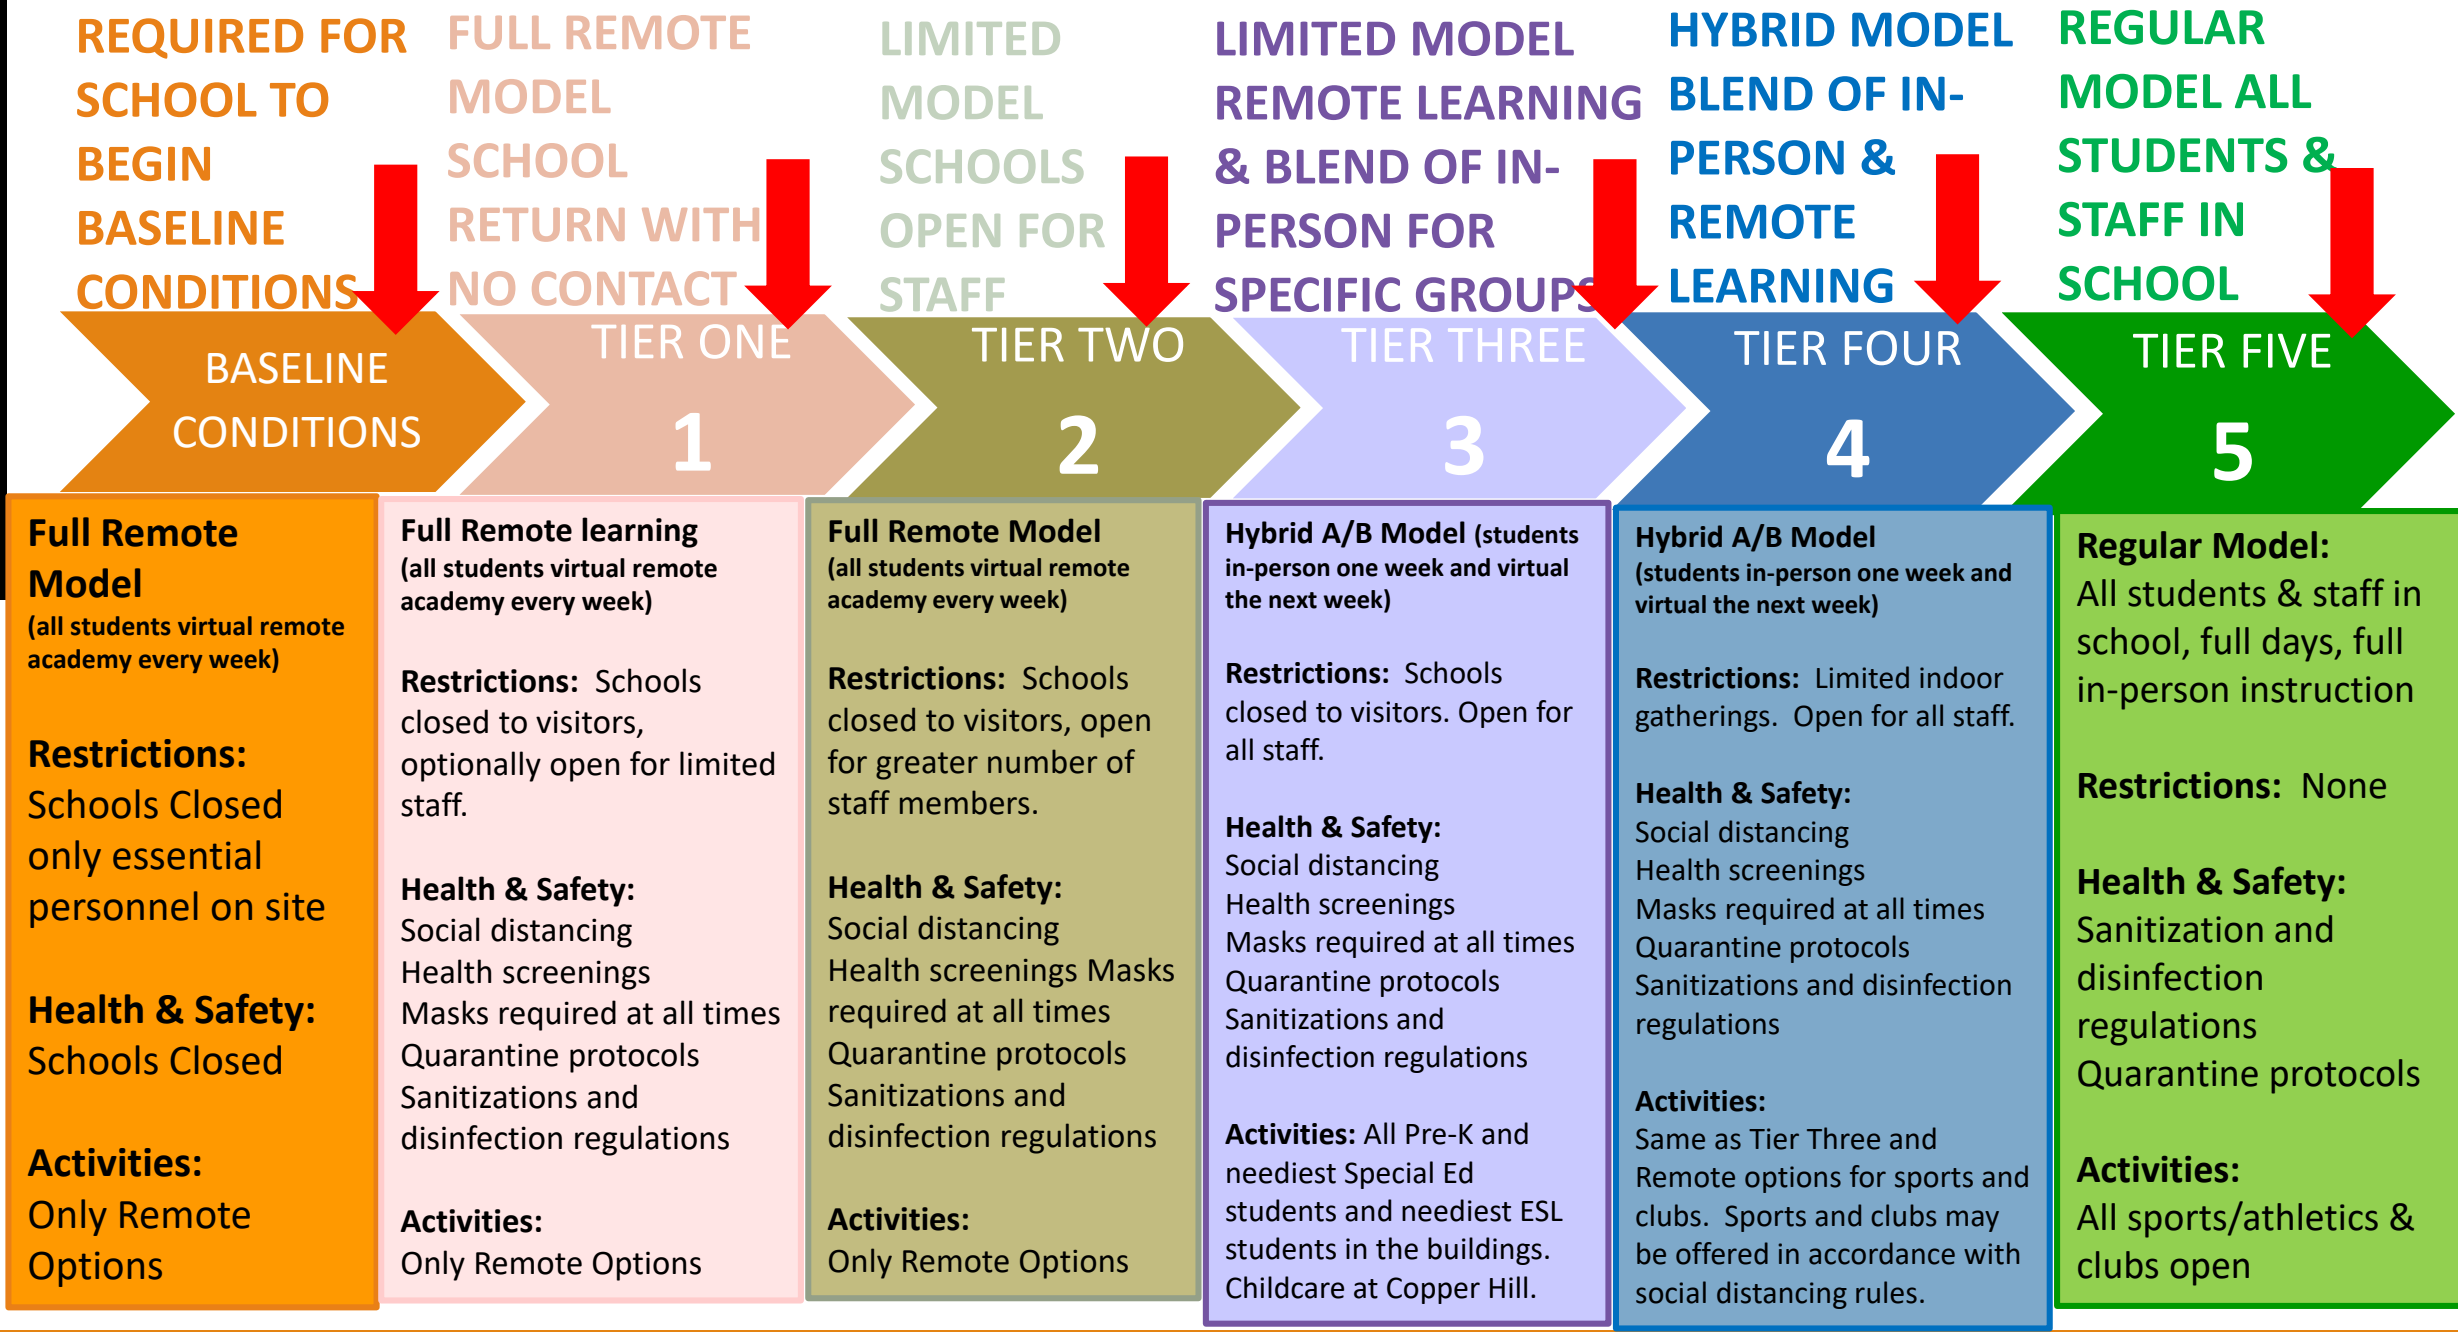 REQUIRED FOR
SCHOOL TO
BEGIN
BASELINE
CONDITIONS
FULL REMOTE
MODEL
SCHOOL
RETURN WITH
NO CONTACT
LIMITED
MODEL
SCHOOLS
OPEN FOR
STAFF
LIMITED MODEL
REMOTE LEARNING
& BLEND OF IN-
PERSON FOR
SPECIFIC GROUPS
HYBRID MODEL
BLEND OF IN-
PERSON &
REMOTE
LEARNING
REGULAR
MODEL ALL
STUDENTS &
STAFF IN
SCHOOL
BASELINE
CONDITIONS
TIER ONE
1
TIER TWO
2
TIER THREE
3
TIER FOUR
4
TIER FIVE
5
Full Remote
Model
(all students virtual remote
academy every week)
Restrictions:
Schools Closed
only essential
personnel on site
Health & Safety:
Schools Closed
Activities:
Only Remote
Options
Full Remote learning
(all students virtual remote
academy every week)
Restrictions: Schools
closed to visitors,
optionally open for limited
staff.
Health & Safety:
Social distancing
Health screenings
Masks required at all times
Quarantine protocols
Sanitizations and
disinfection regulations
Activities:
Only Remote Options
Full Remote Model
(all students virtual remote
academy every week)
Restrictions: Schools
closed to visitors, open
for greater number of
staff members.
Health & Safety:
Social distancing
Health screenings Masks
required at all times
Quarantine protocols
Sanitizations and
disinfection regulations
Activities:
Only Remote Options
Hybrid A/B Model (students
in-person one week and virtual
the next week)
Restrictions: Schools
closed to visitors. Open for
all staff.
Health & Safety:
Social distancing
Health screenings
Masks required at all times
Quarantine protocols
Sanitizations and
disinfection regulations
Activities: All Pre-K and
neediest Special Ed
students and neediest ESL
students in the buildings.
Childcare at Copper Hill.
Hybrid A/B Model
(students in-person one week and
virtual the next week)
Restrictions: Limited indoor
gatherings. Open for all staff.
Health & Safety:
Social distancing
Health screenings
Masks required at all times
Quarantine protocols
Sanitizations and disinfection
regulations
Activities:
Same as Tier Three and
Remote options for sports and
clubs. Sports and clubs may
be offered in accordance with
social distancing rules.
Regular Model:
All students & staff in
school, full days, full
in-person instruction
Restrictions: None
Health & Safety:
Sanitization and
disinfection
regulations
Quarantine protocols
Activities:
All sports/athletics &
clubs open